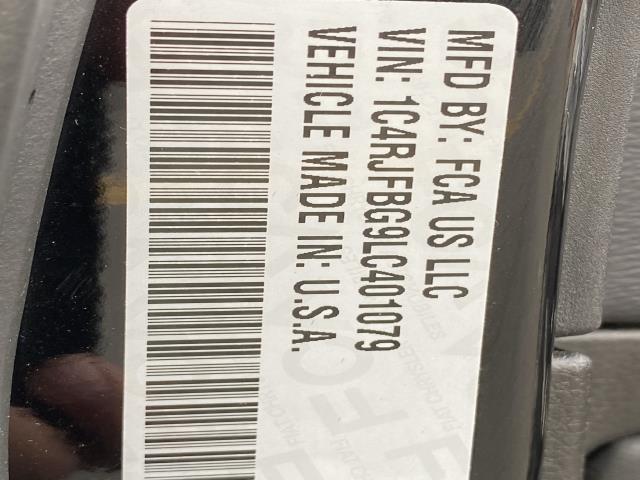 MFD BY: FCA US LLC
VIN: 1C4RJFBG9LC401079
VEHICLE MADE IN: U.S.A.